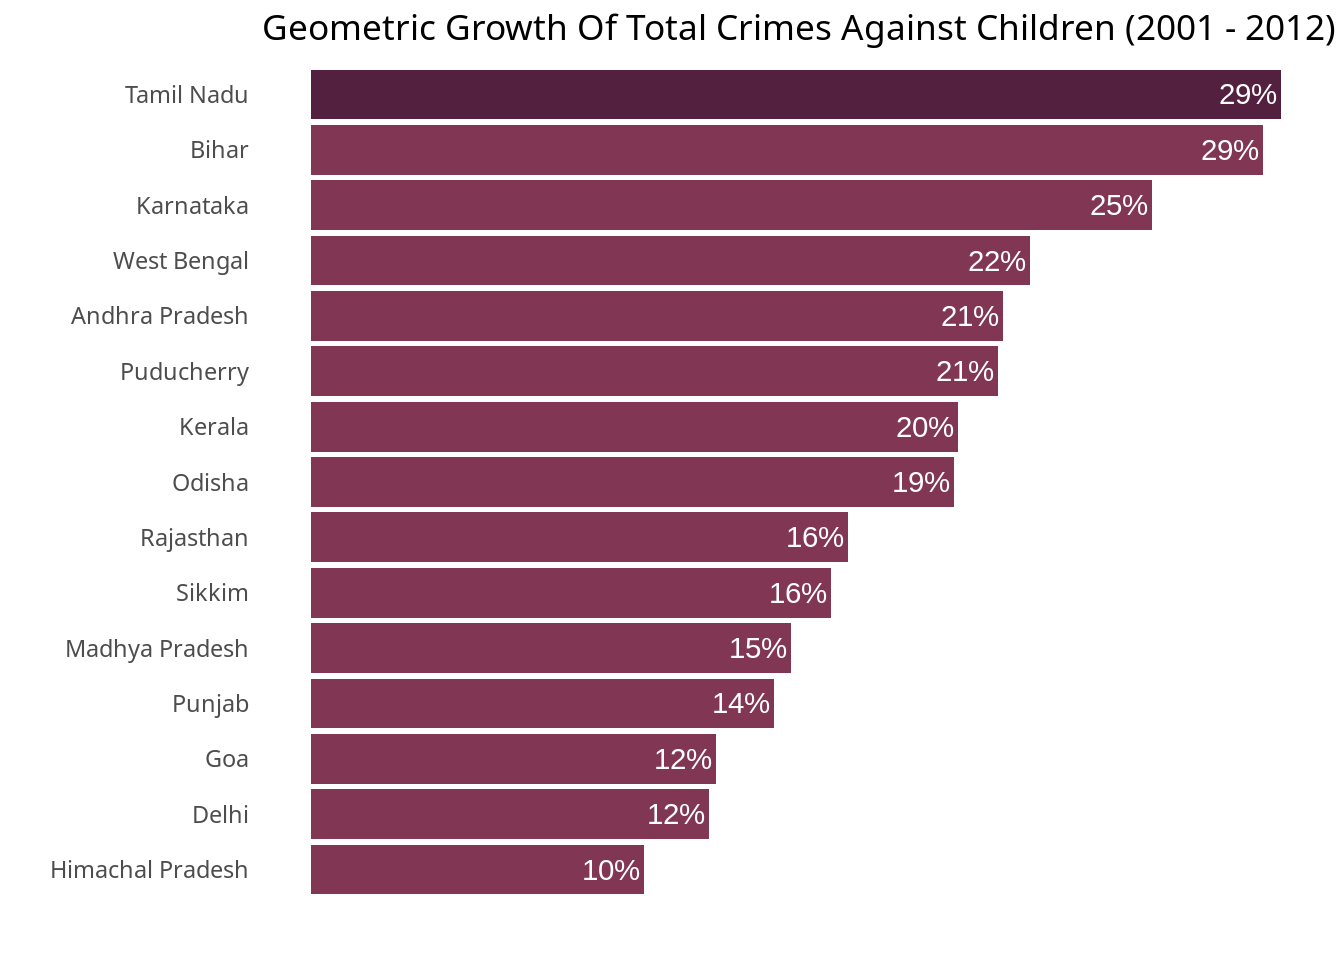 Geometric Growth Of Total Crimes Against Children (2001 - 2012)
Tamil Nadu 29%
Bihar 29%
Karnataka 25%
West Bengal 22%
Andhra Pradesh 21%
Puducherry 21%
Kerala 20%
Odisha 19%
Rajasthan 16%
Sikkim 16%
Madhya Pradesh 15%
Punjab 14%
Goa 12%
Delhi 12%
Himachal Pradesh 10%